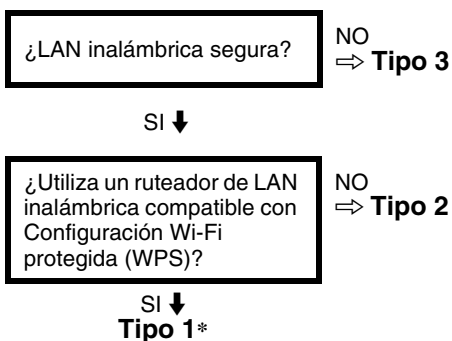 ¿LAN inalámbrica segura?
NO
⇨ Tipo 3
SI ⬇
¿Utiliza un ruteador de LAN
inalámbrica compatible con
Configuración Wi-Fi
protegida (WPS)?
NO
⇨ Tipo 2
SI ⬇
Tipo 1*